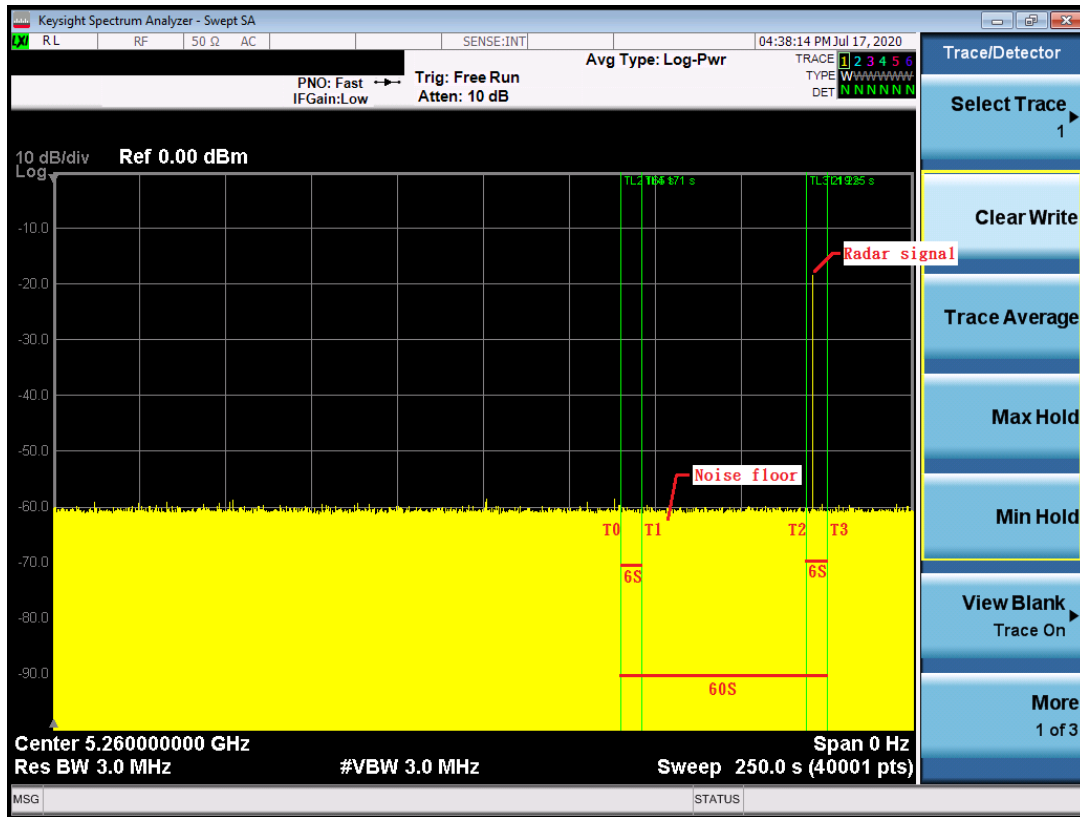 Keysight Spectrum Analyzer - Swept SA
LXI RL RF 50 Ω AC SENSE:INT 04:38:14 PM Jul 17, 2020
Avg Type: Log-Pwr
TRACE 1 2 3 4 5 6
TYPE WWWWWW
DET N N N N N N
PNO: Fast
IFGain:Low
Trig: Free Run
Atten: 10 dB
10 dB/div
Log
Ref 0.00 dBm
-10.0
-20.0
-30.0
-40.0
-50.0
-60.0
-70.0
-80.0
-90.0
Radar signal
Noise floor
T0 T1 T2 T3
6S 6S
60S
Center 5.260000000 GHz
Span 0 Hz
Res BW 3.0 MHz
#VBW 3.0 MHz
Sweep 250.0 s (40001 pts)
MSG STATUS
Trace/Detector
Select Trace
1
Clear Write
Trace Average
Max Hold
Min Hold
View Blank
Trace On
More
1 of 3